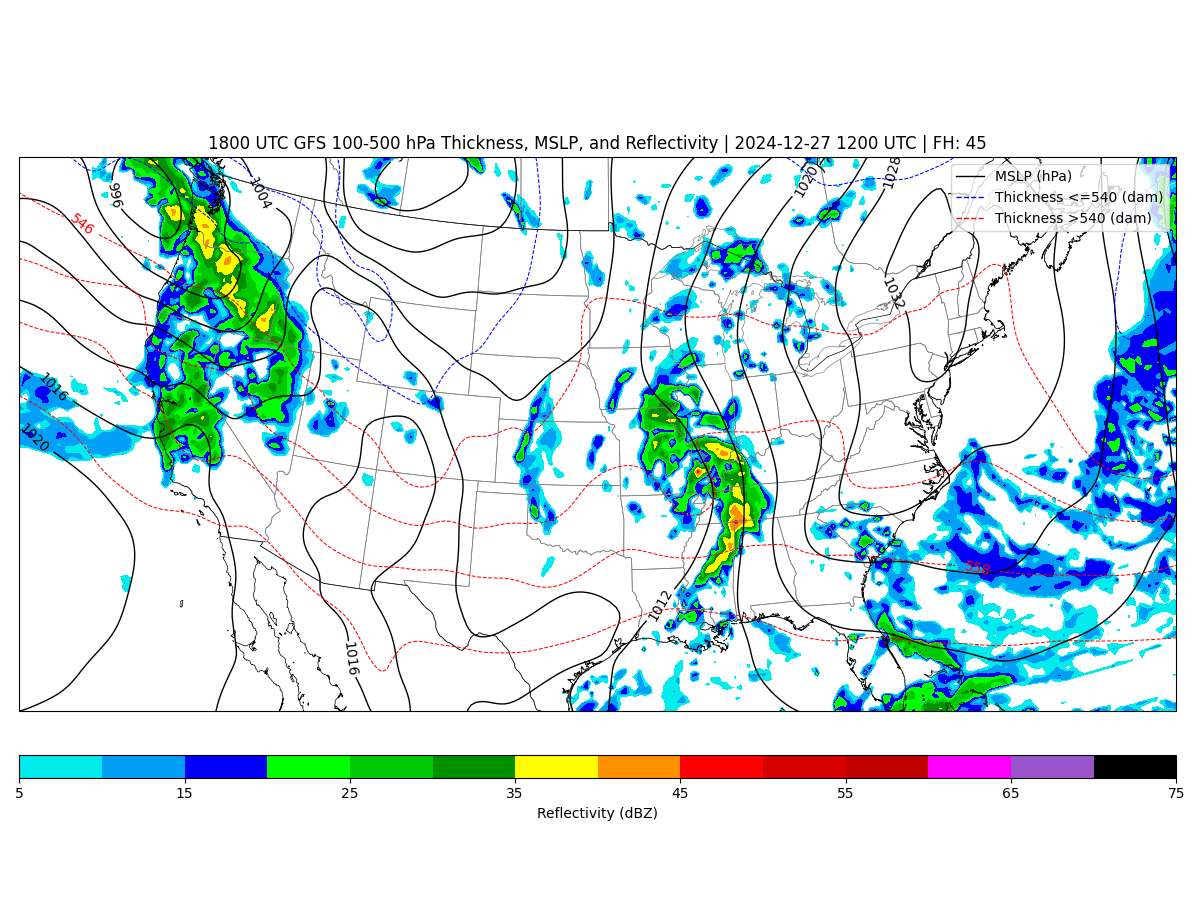 1800 UTC GFS 100-500 hPa Thickness, MSLP, and Reflectivity | 2024-12-27 1200 UTC | FH: 45
MSLP (hPa)
Thickness <=540 (dam)
Thickness >540 (dam)
996
1004
1020
1028
546
1032
1016
1020
558
1012
1016
5 15 25 35 45 55 65 75
Reflectivity (dBZ)